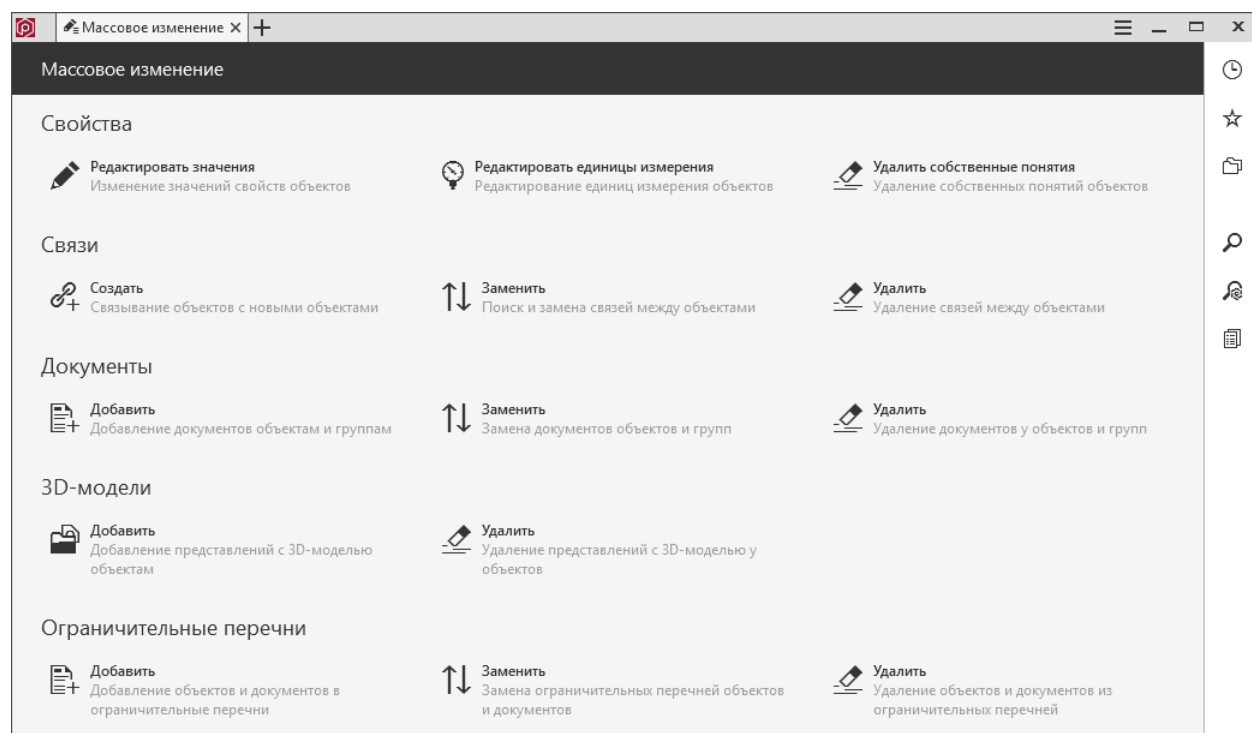 Массовое изменение
Массовое изменение
Свойства
Редактировать значения
Изменение значений свойств объектов
Редактировать единицы измерения
Редактирование единиц измерения объектов
Удалить собственные понятия
Удаление собственных понятий объектов
Связи
Создать
Связывание объектов с новыми объектами
Заменить
Поиск и замена связей между объектами
Удалить
Удаление связей между объектами
Документы
Добавить
Добавление документов объектам и группам
Заменить
Замена документов объектов и групп
Удалить
Удаление документов у объектов и групп
3D-модели
Добавить
Добавление представлений с 3D-моделью
объектам
Удалить
Удаление представлений с 3D-моделью у
объектов
Ограничительные перечни
Добавить
Добавление объектов и документов в
ограничительные перечни
Заменить
Замена ограничительных перечней объектов
и документов
Удалить
Удаление объектов и документов из
ограничительных перечней